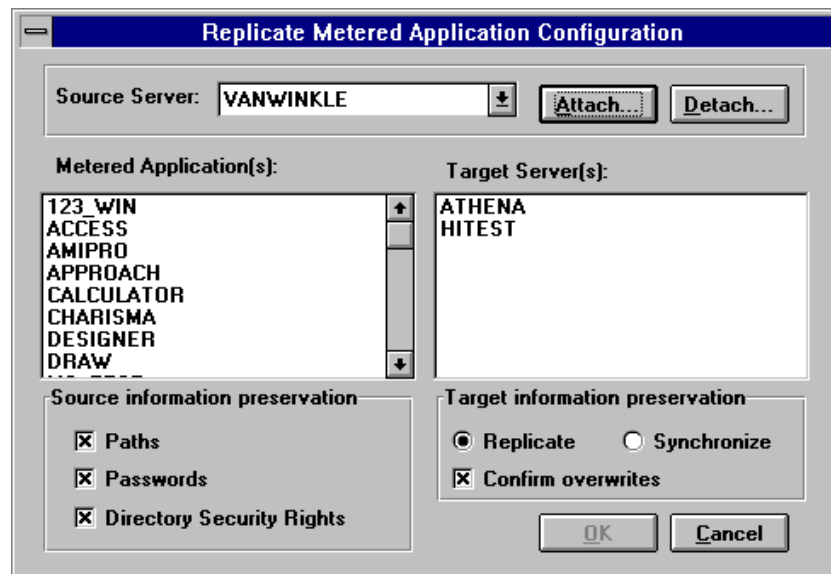 Replicate Metered Application Configuration
Source Server: VANWINKLE Attach... Detach...
Metered Application(s):
123_WIN
ACCESS
AMIPRO
APPROACH
CALCULATOR
CHARISMA
DESIGNER
DRAW
Target Server(s):
ATHENA
HITEST
Source information preservation
Paths
Passwords
Directory Security Rights
Target information preservation
Replicate Synchronize
Confirm overwrites
OK Cancel